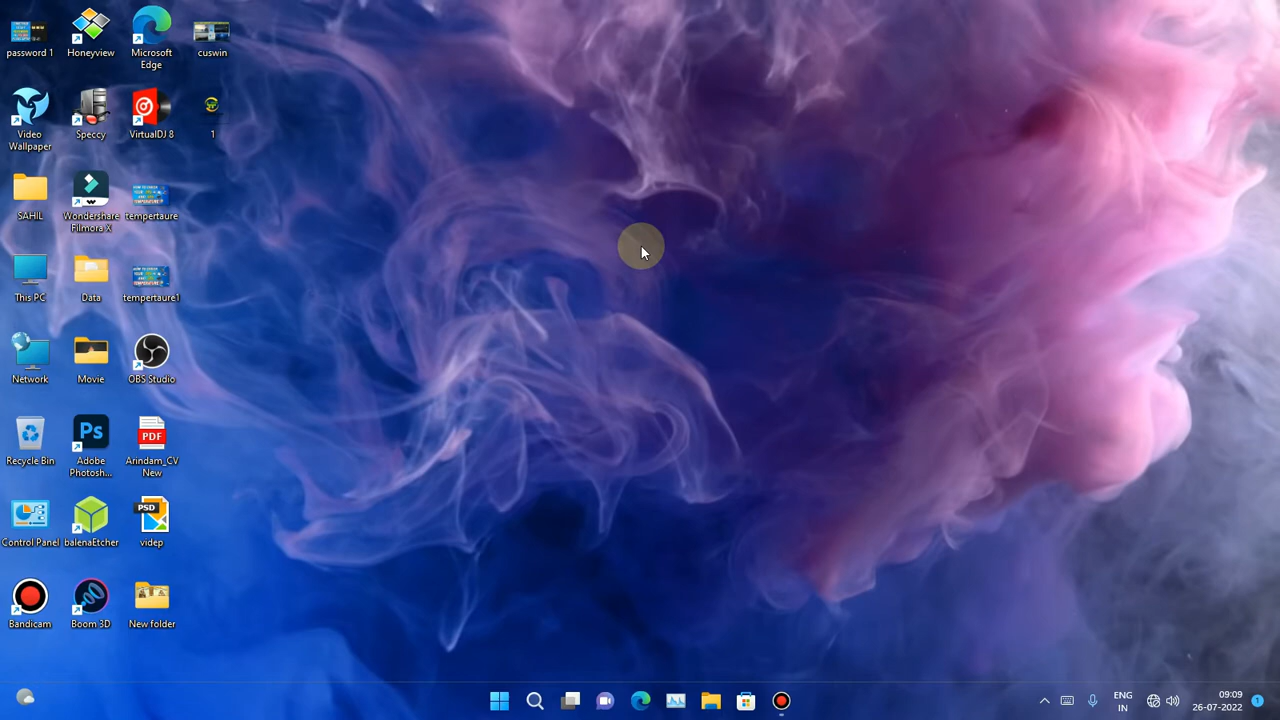 password 1
Honeyview
Microsoft
Edge
cuswin
Video
Wallpaper
Speccy
VirtualDJ 8
1
SAHIL
Wondershare
Filmora X
tempertaure
This PC
Data
tempertaure1
Network
Movie
OBS Studio
Recycle Bin
Ps
Adobe
Photosh...
PDF
Arindam_CV
New
Control Panel
balenaEtcher
PSD
videp
Bandicam
Boom 3D
New folder
ENG
IN
09:09
26-07-2022
1